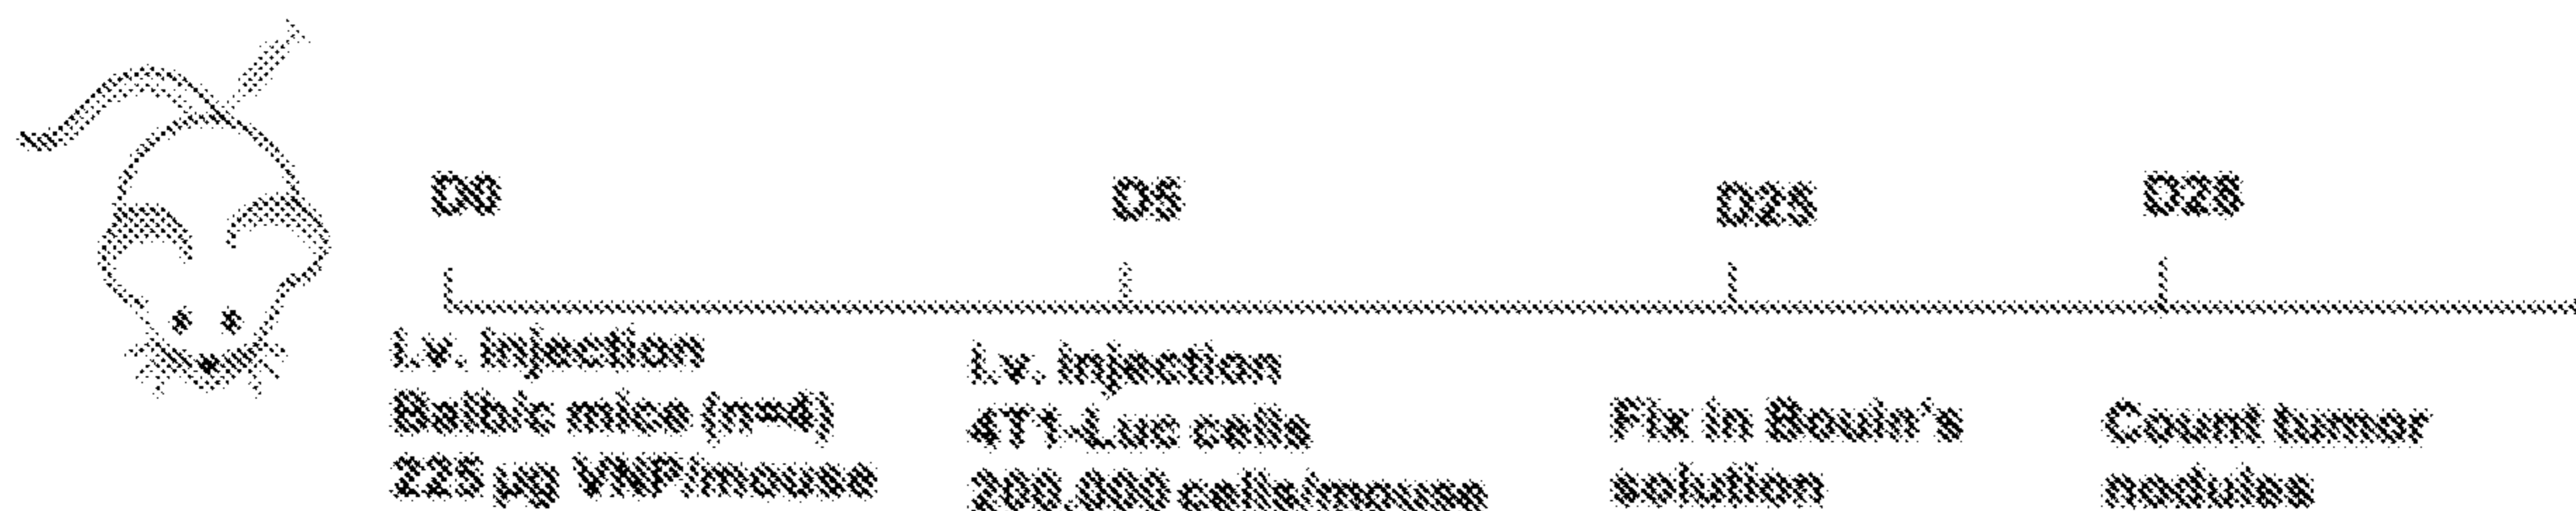 D0
D5
D25
D28
i.v. injection
Balb/c mice (n=4)
225 µg VNP/mouse
i.v. injection
4T1-Luc cells
200,000 cells/mouse
Fix in Bouin's
solution
Count tumor
nodules